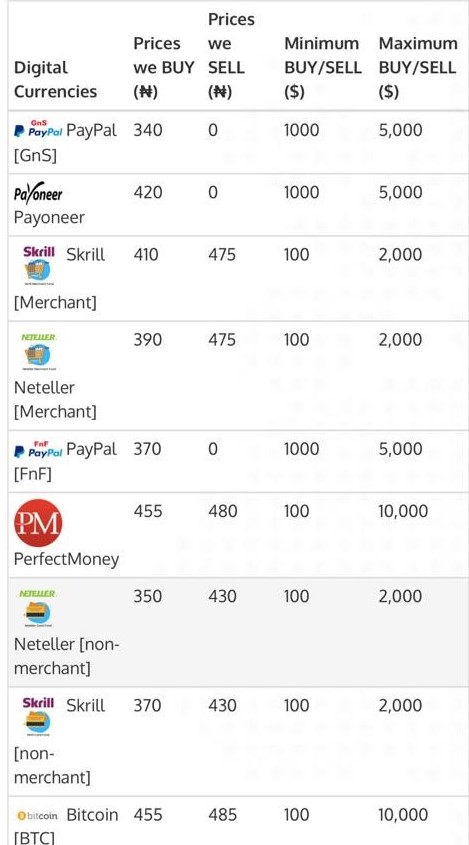 Prices
Prices we Minimum Maximum
Digital we BUY SELL BUY/SELL BUY/SELL
Currencies (₦) (₦) ($) ($)
GnS
PayPal PayPal 340 0 1000 5,000
[GnS]
Payoneer 420 0 1000 5,000
Payoneer
Skrill Skrill 410 475 100 2,000
[Merchant]
NETELLER 390 475 100 2,000
Neteller
[Merchant]
FnF
PayPal PayPal 370 0 1000 5,000
[FnF]
PM 455 480 100 10,000
PerfectMoney
NETELLER 350 430 100 2,000
Neteller [non-
merchant]
Skrill Skrill 370 430 100 2,000
[non-
merchant]
bitcoin Bitcoin 455 485 100 10,000
[BTC]